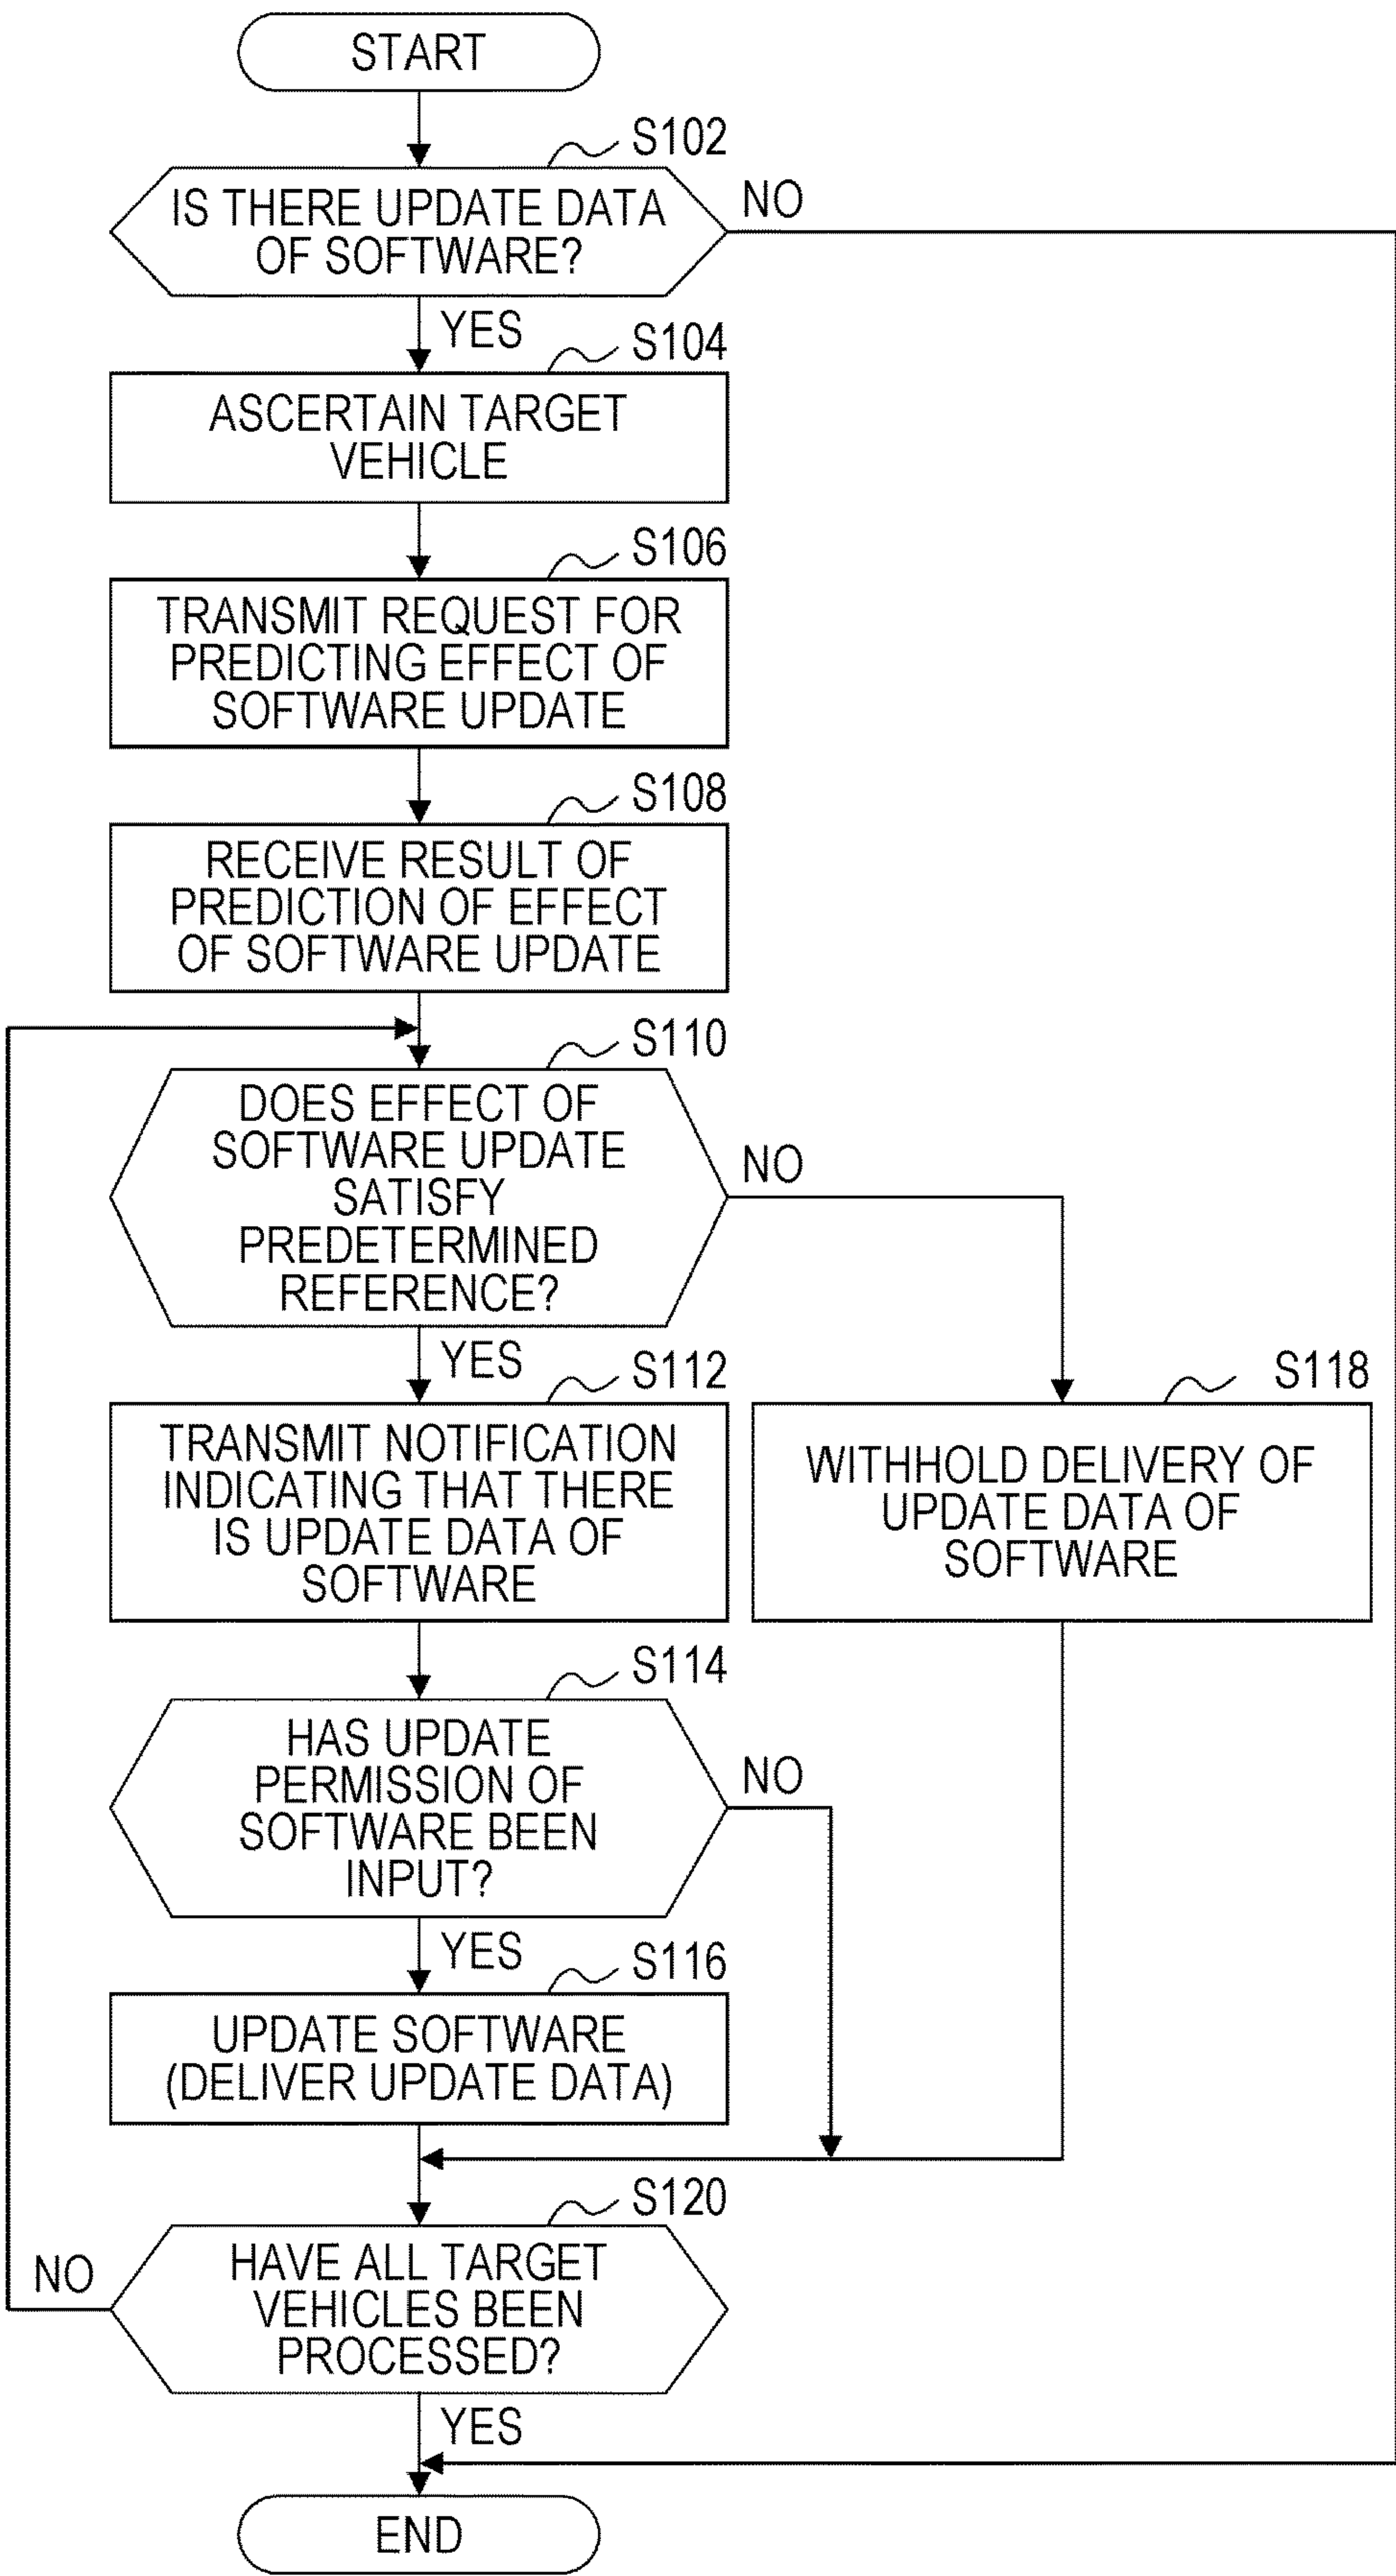 START
S102
IS THERE UPDATE DATA
OF SOFTWARE?
NO
YES
S104
ASCERTAIN TARGET
VEHICLE
S106
TRANSMIT REQUEST FOR
PREDICTING EFFECT OF
SOFTWARE UPDATE
S108
RECEIVE RESULT OF
PREDICTION OF EFFECT
OF SOFTWARE UPDATE
S110
DOES EFFECT OF
SOFTWARE UPDATE
SATISFY
PREDETERMINED
REFERENCE?
NO
YES
S112
TRANSMIT NOTIFICATION
INDICATING THAT THERE
IS UPDATE DATA OF
SOFTWARE
S118
WITHHOLD DELIVERY OF
UPDATE DATA OF
SOFTWARE
S114
HAS UPDATE
PERMISSION OF
SOFTWARE BEEN
INPUT?
NO
YES
S116
UPDATE SOFTWARE
(DELIVER UPDATE DATA)
S120
HAVE ALL TARGET
VEHICLES BEEN
PROCESSED?
NO
YES
END